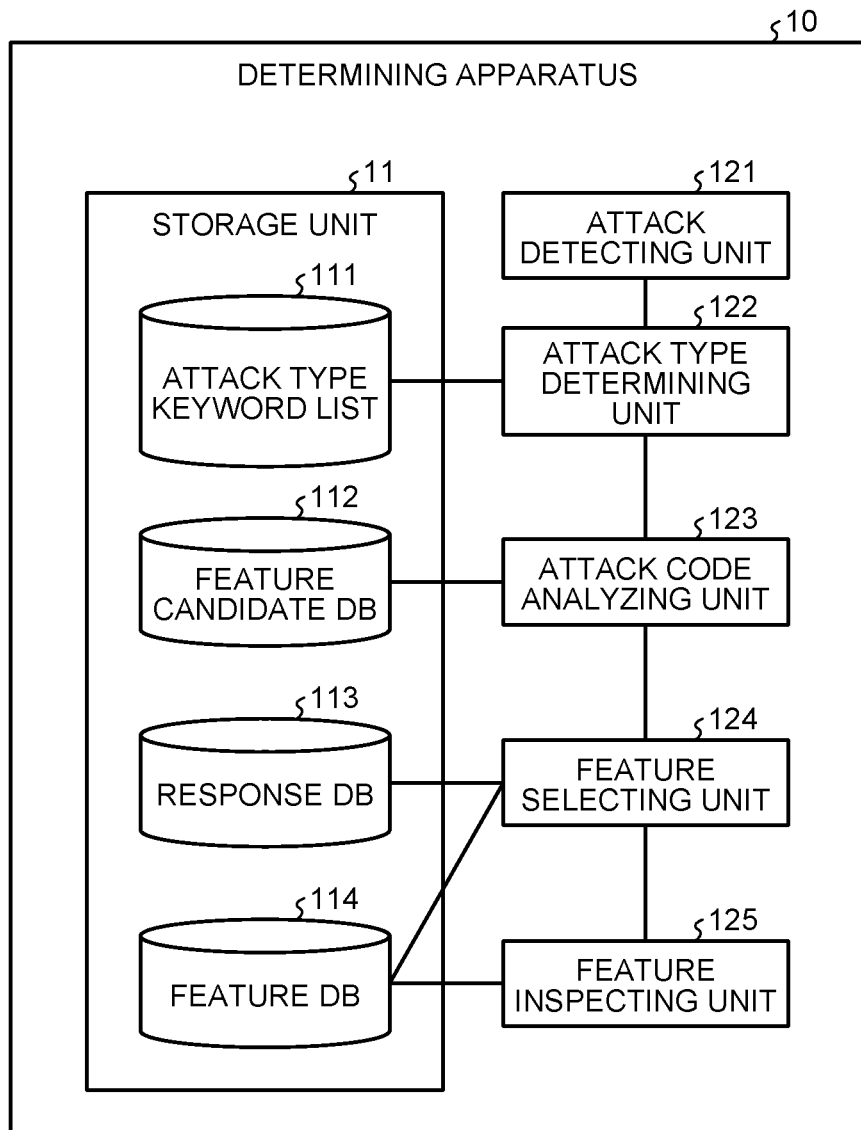 10
DETERMINING APPARATUS
11
STORAGE UNIT
111
ATTACK TYPE
KEYWORD LIST
112
FEATURE
CANDIDATE DB
113
RESPONSE DB
114
FEATURE DB
121
ATTACK
DETECTING UNIT
122
ATTACK TYPE
DETERMINING
UNIT
123
ATTACK CODE
ANALYZING UNIT
124
FEATURE
SELECTING UNIT
125
FEATURE
INSPECTING UNIT